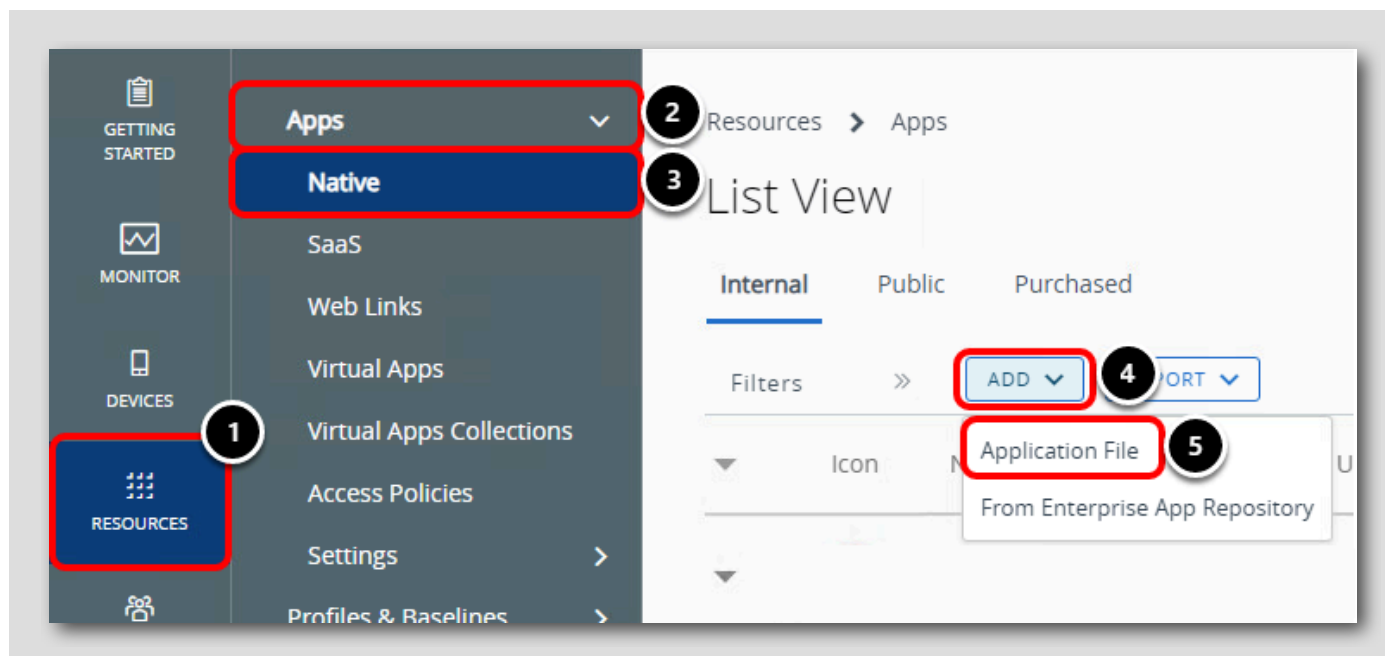 GETTING
STARTED
MONITOR
DEVICES
1
RESOURCES
Apps
2
Native
3
SaaS
Web Links
Virtual Apps
Virtual Apps Collections
Access Policies
Settings
Profiles & Baselines
Resources > Apps
List View
Internal Public Purchased
Filters » ADD 4 PORT
Icon N U
Application File 5
From Enterprise App Repository